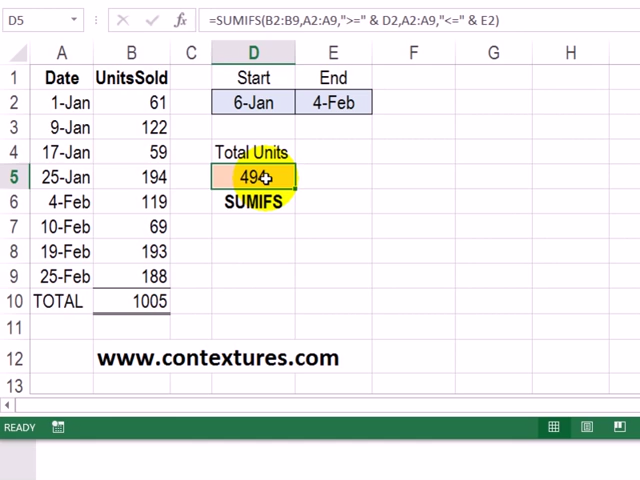 D5 =SUMIFS(B2:B9,A2:A9,">=" & D2,A2:A9,"<=" & E2)
A B C D E F G H
1 Date UnitsSold Start End
2 1-Jan 61 6-Jan 4-Feb
3 9-Jan 122
4 17-Jan 59 Total Units
5 25-Jan 194 494
6 4-Feb 119 SUMIFS
7 10-Feb 69
8 19-Feb 193
9 25-Feb 188
10 TOTAL 1005
11
12 www.contextures.com
13
READY